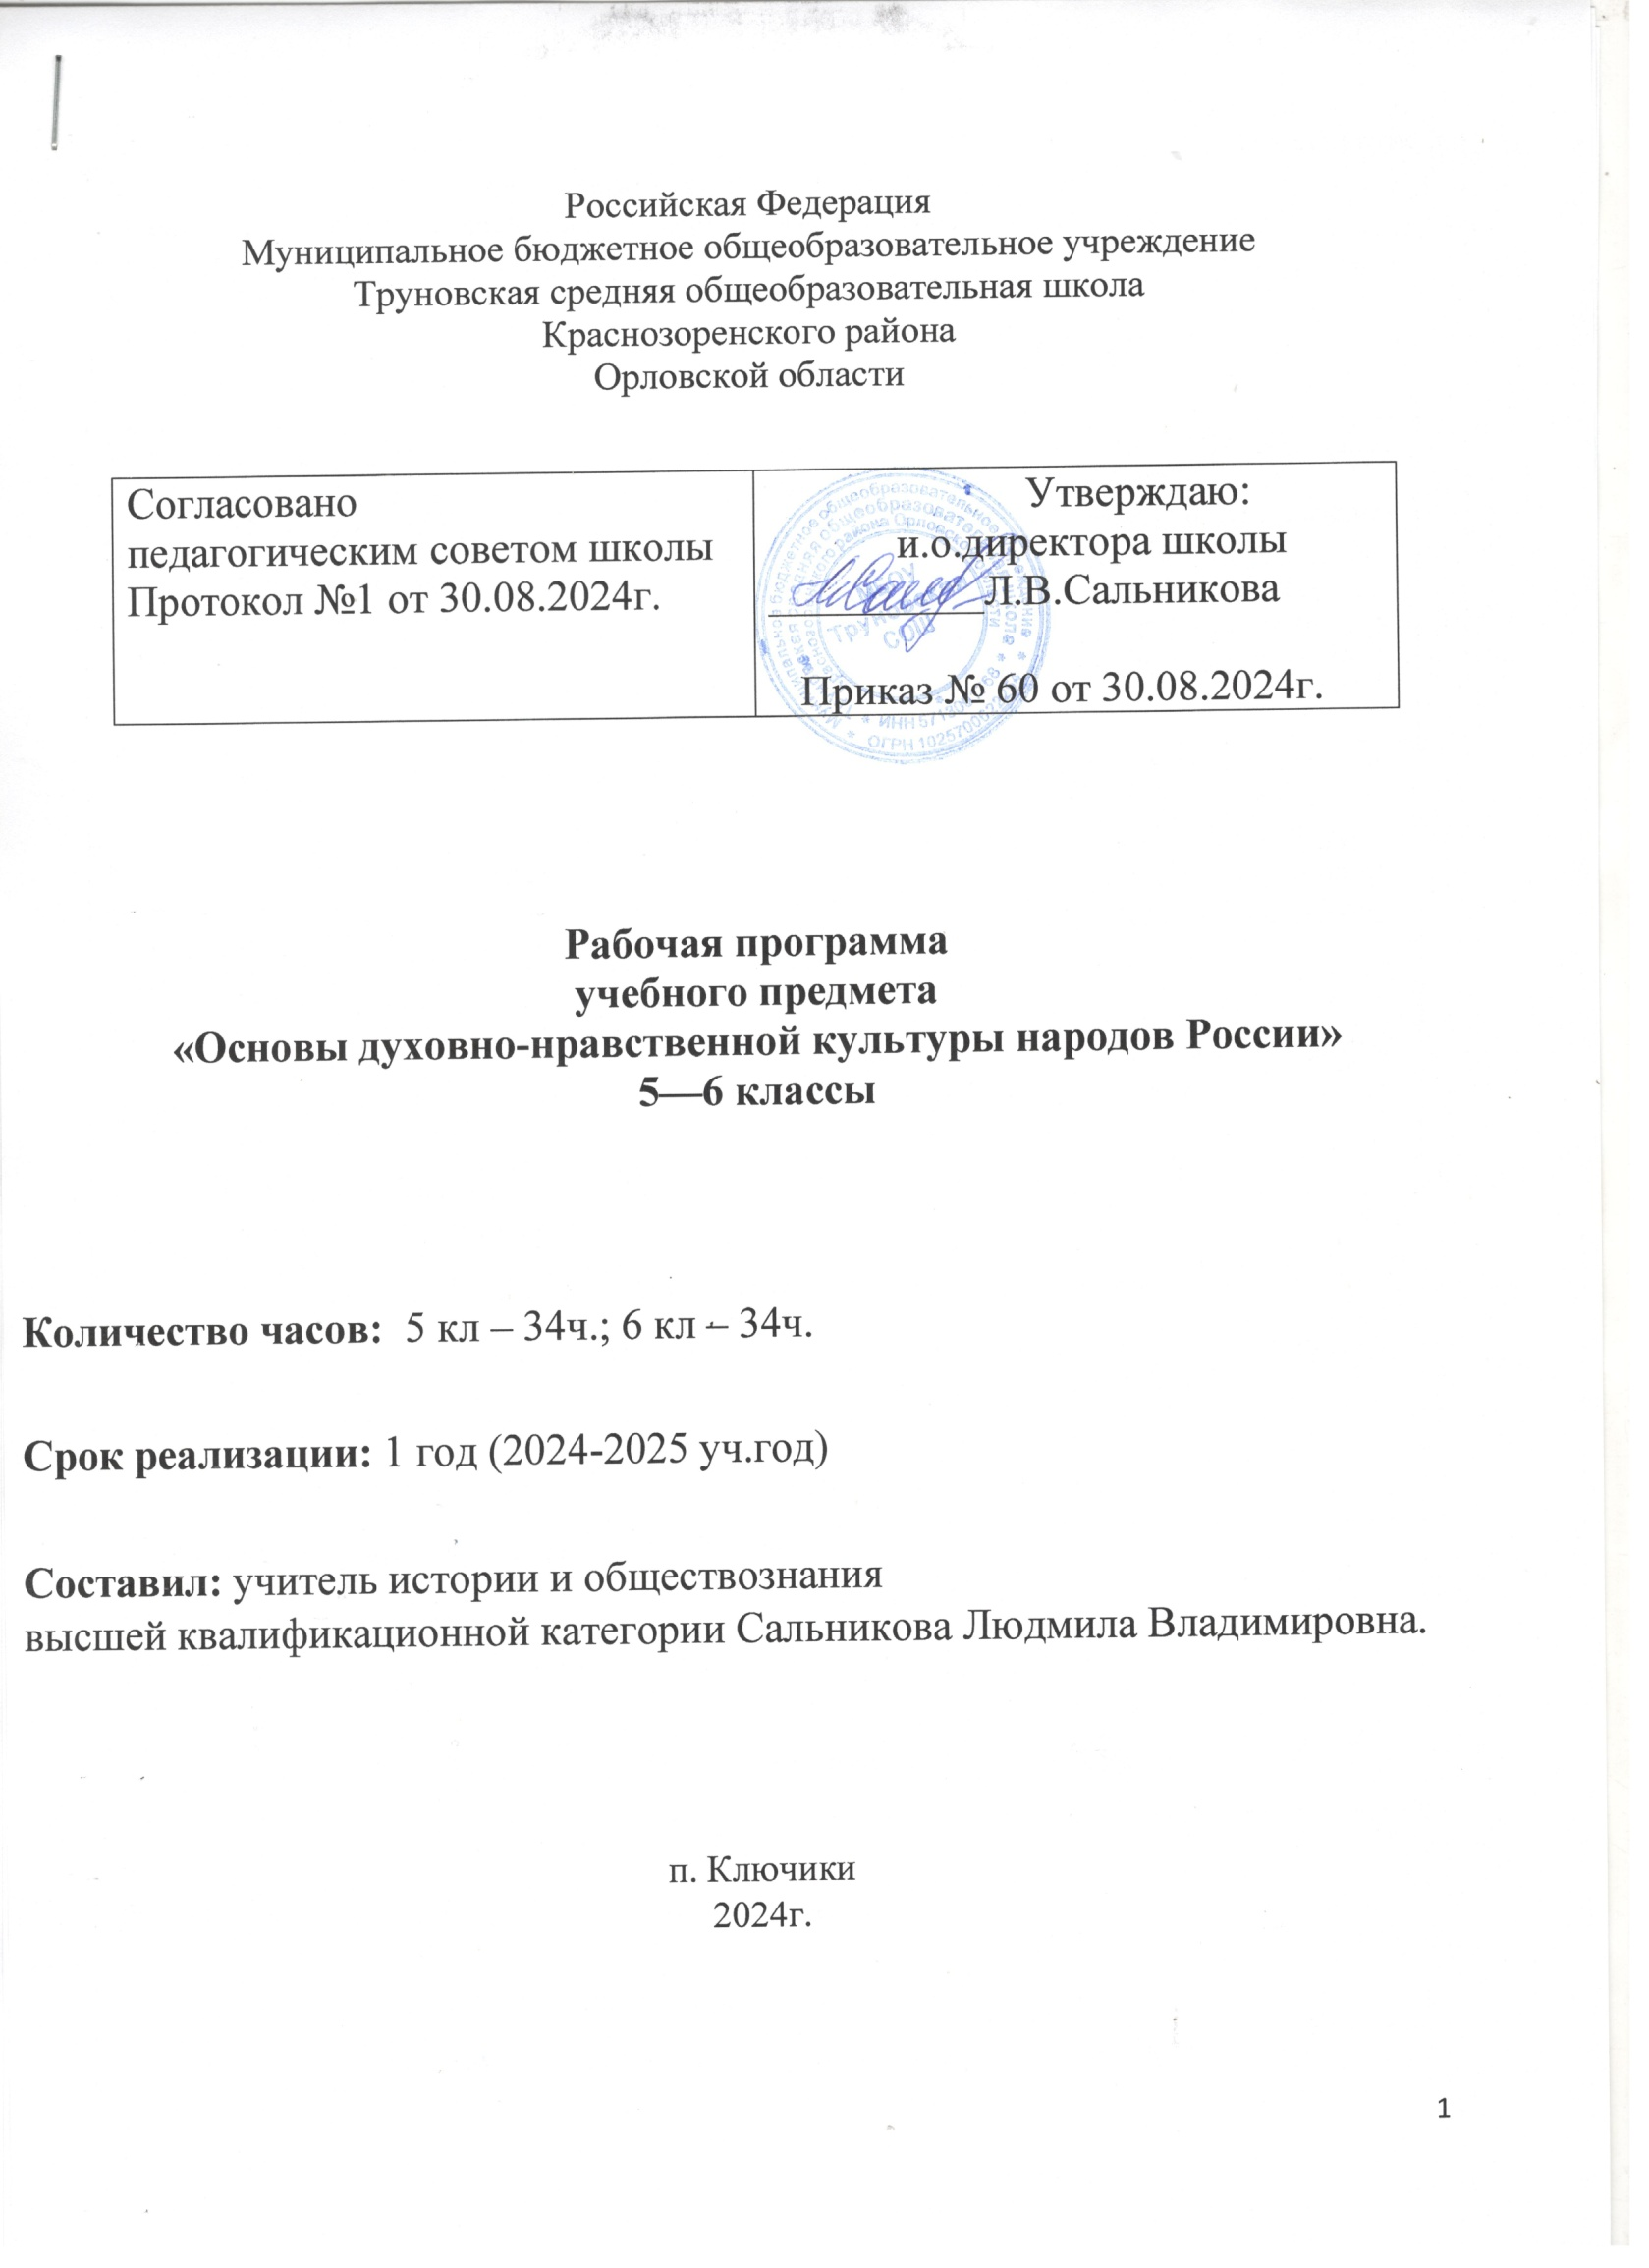 Российская Федерация
Муниципальное бюджетное общеобразовательное учреждение
Труновская средняя общеобразовательная школа
Краснозоренского района
Орловской области
Согласовано
педагогическим советом школы
Протокол №1 от 30.08.2024г.
Утверждаю:
и.о.директора школы
____________Л.В.Сальникова
Приказ № 60 от 30.08.2024г.
Рабочая программа
учебного предмета
«Основы духовно-нравственной культуры народов России»
5—6 классы
Количество часов: 5 кл – 34ч.; 6 кл – 34ч.
Срок реализации: 1 год (2024-2025 уч.год)
Составил: учитель истории и обществознания
высшей квалификационной категории Сальникова Людмила Владимировна.
п. Ключики
2024г.
1